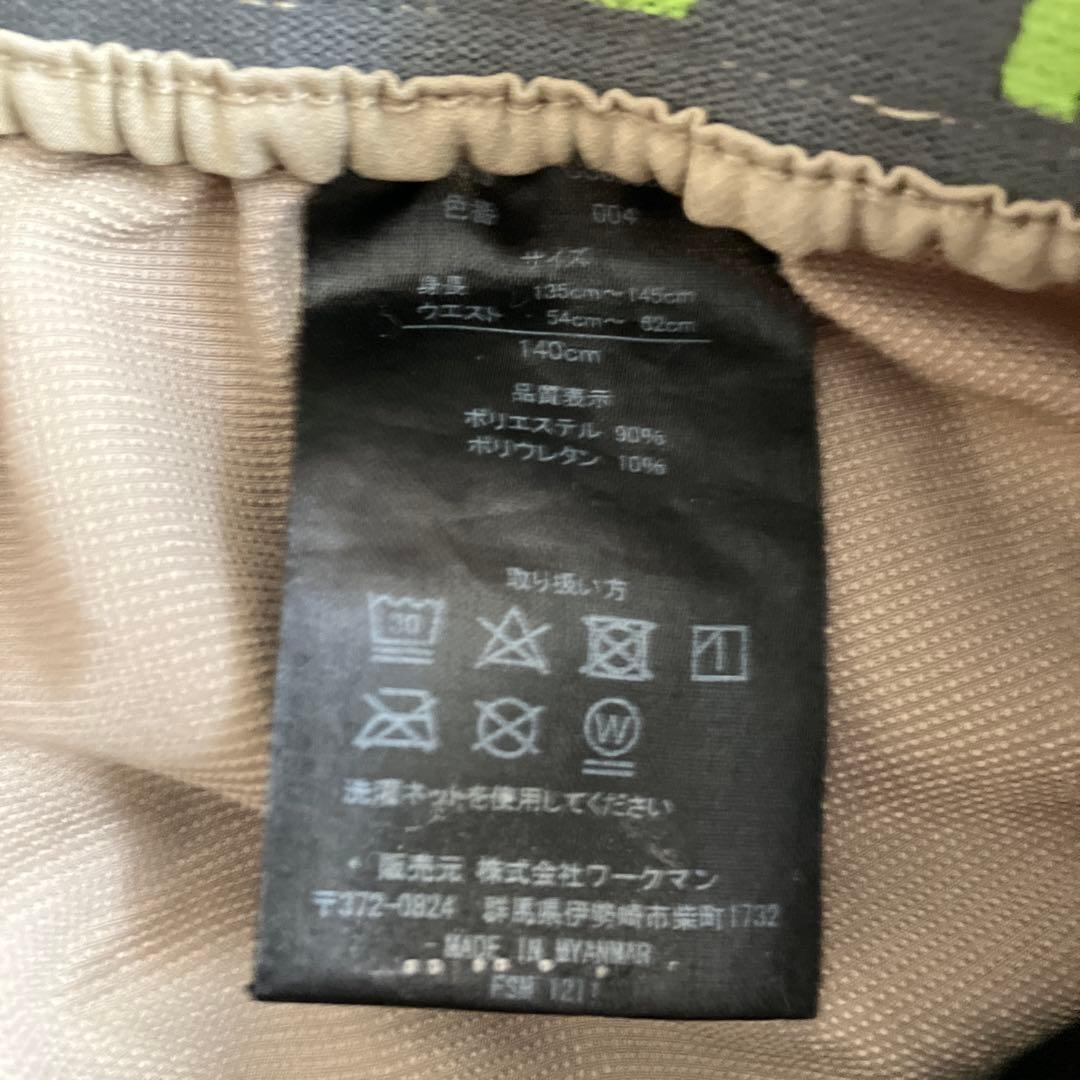 色番 004
サイズ
身長 135cm~145cm
ウエスト 54cm~ 62cm
140cm
品質表示
ポリエステル 90%
ポリウレタン 10%
取り扱い方
30
W
洗濯ネットを使用してください
販売元 株式会社ワークマン
〒372-0824 群馬県伊勢崎市柴町1732
MADE IN MYANMAR